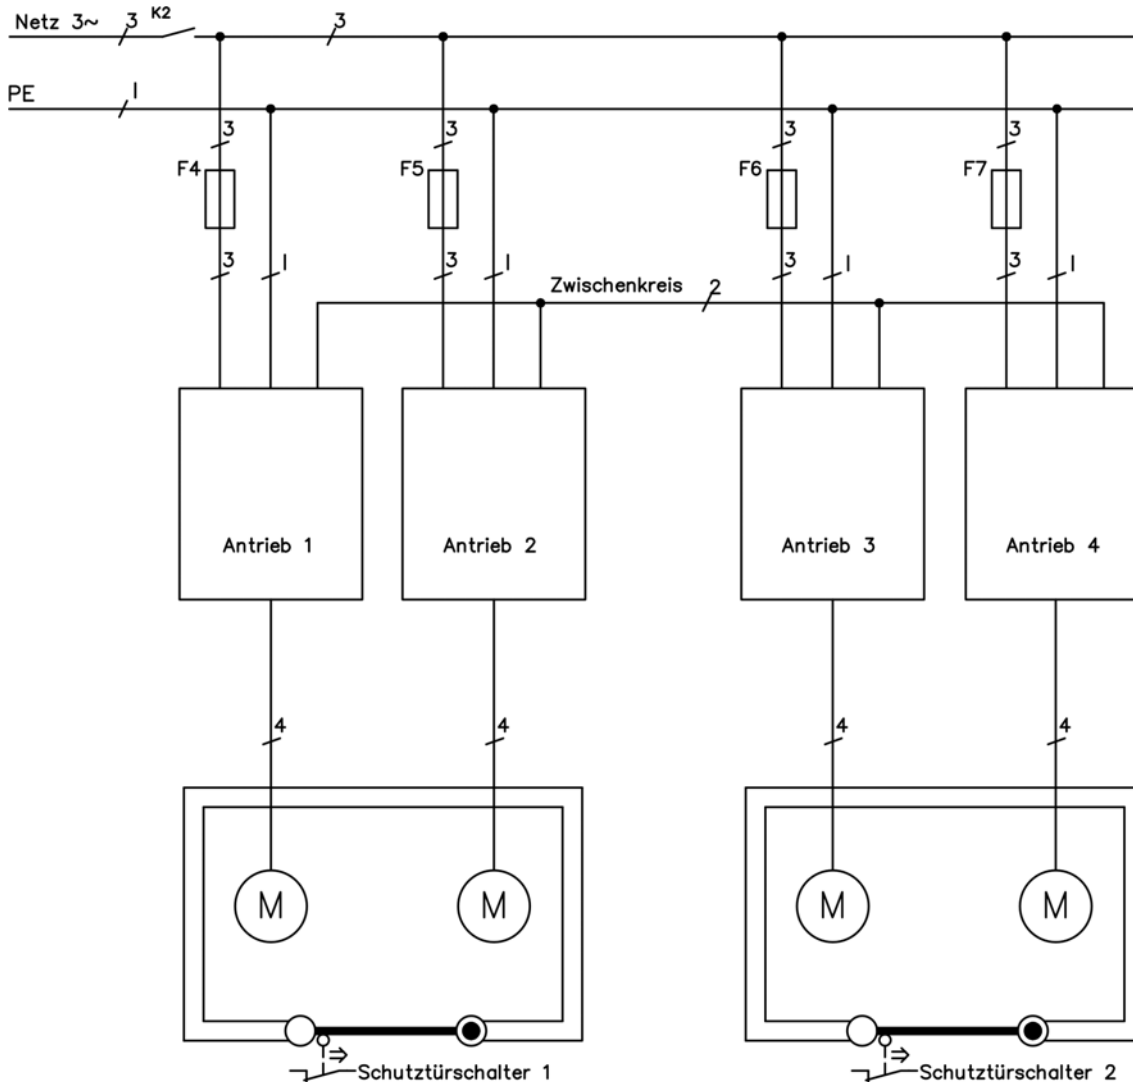 Netz 3~ 3 K2 3
PE 1
3 3 3 3
F4 F5 F6 F7
3 1 3 1 3 1 3 1
Zwischenkreis 2
Antrieb 1 Antrieb 2 Antrieb 3 Antrieb 4
4 4 4 4
M M M M
Schutztürschalter 1 Schutztürschalter 2